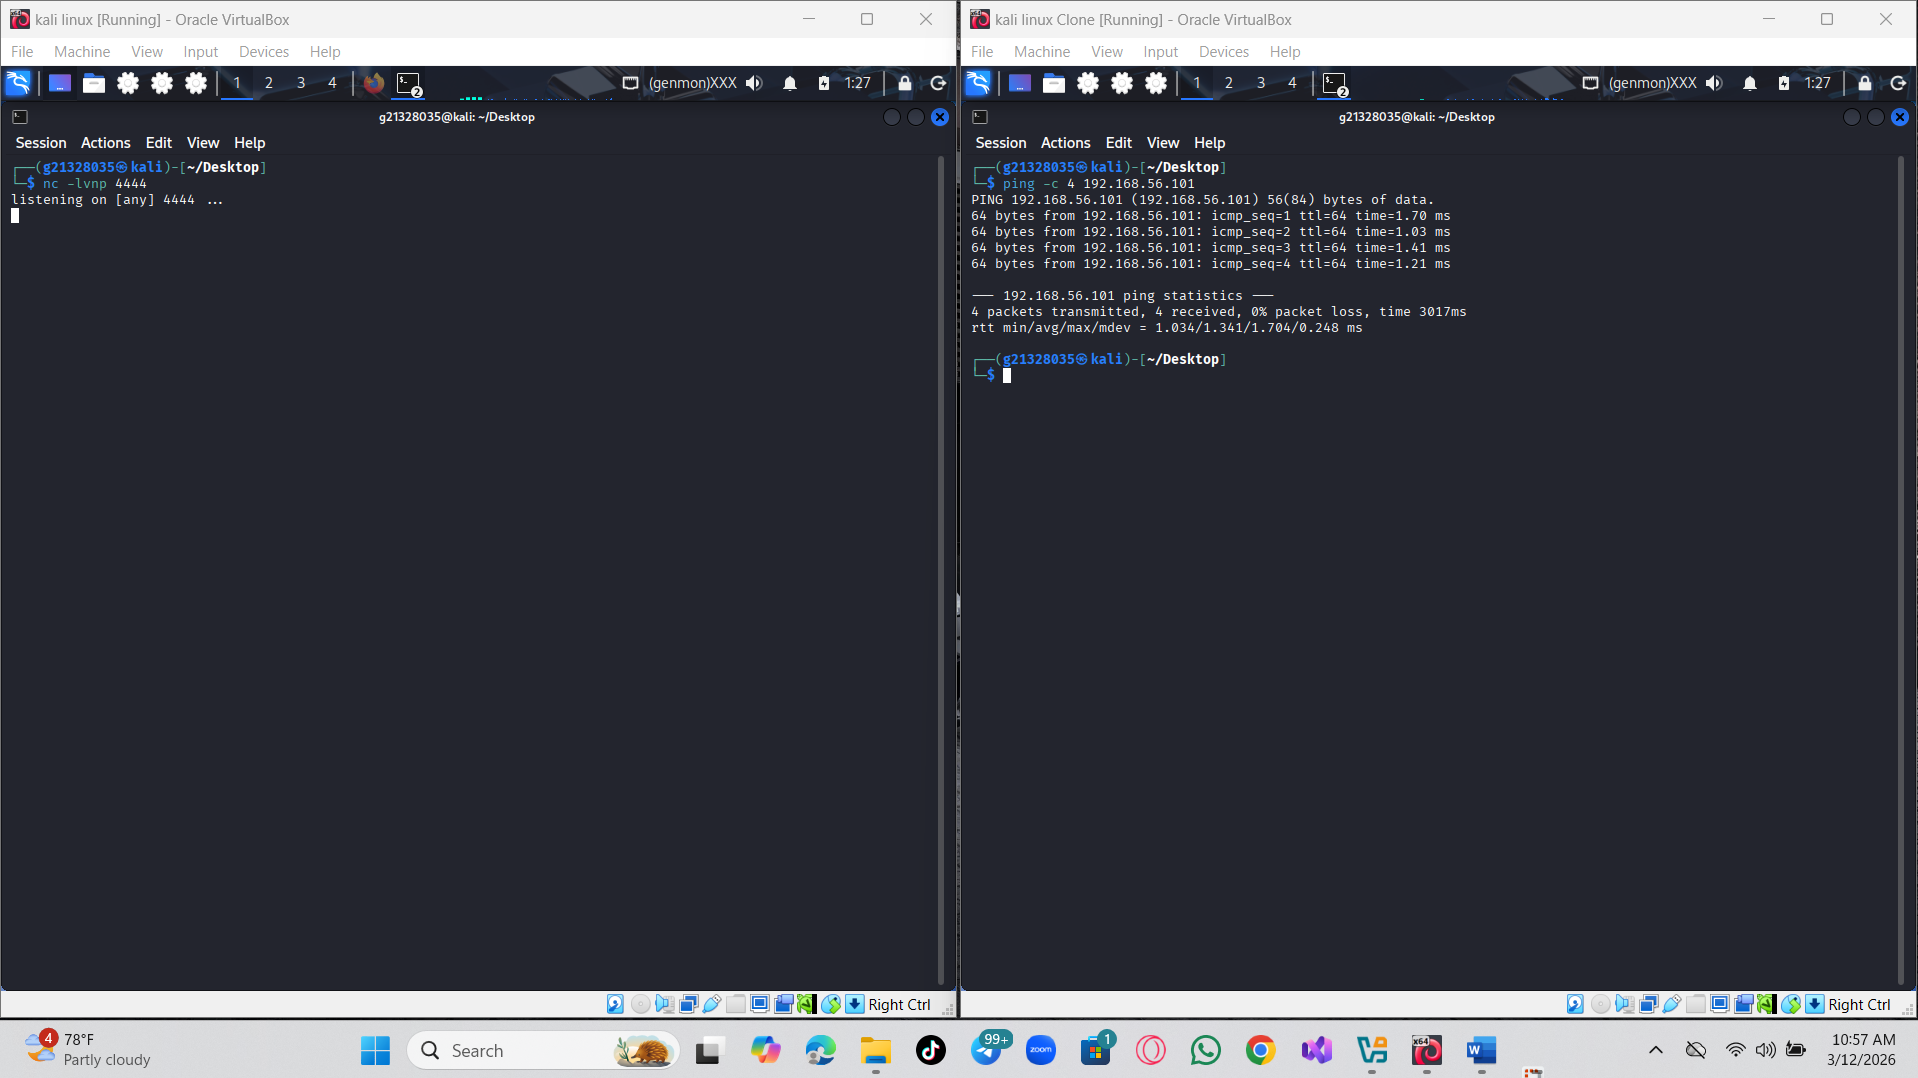 kali linux [Running] - Oracle VirtualBox
File Machine View Input Devices Help
1 2 3 4 2 (genmon)XXX 1:27
g21328035@kali: ~/Desktop
Session Actions Edit View Help
┌──(g21328035㉿kali)-[~/Desktop]
└─$ nc -lvnp 4444
listening on [any] 4444 ...
Right Ctrl
kali linux Clone [Running] - Oracle VirtualBox
File Machine View Input Devices Help
1 2 3 4 2 (genmon)XXX 1:27
g21328035@kali: ~/Desktop
Session Actions Edit View Help
┌──(g21328035㉿kali)-[~/Desktop]
└─$ ping -c 4 192.168.56.101
PING 192.168.56.101 (192.168.56.101) 56(84) bytes of data.
64 bytes from 192.168.56.101: icmp_seq=1 ttl=64 time=1.70 ms
64 bytes from 192.168.56.101: icmp_seq=2 ttl=64 time=1.03 ms
64 bytes from 192.168.56.101: icmp_seq=3 ttl=64 time=1.41 ms
64 bytes from 192.168.56.101: icmp_seq=4 ttl=64 time=1.21 ms
--- 192.168.56.101 ping statistics ---
4 packets transmitted, 4 received, 0% packet loss, time 3017ms
rtt min/avg/max/mdev = 1.034/1.341/1.704/0.248 ms
┌──(g21328035㉿kali)-[~/Desktop]
└─$
Right Ctrl
4 78°F
Partly cloudy
Search
99+
zoom
1
x64
W
10:57 AM
3/12/2026